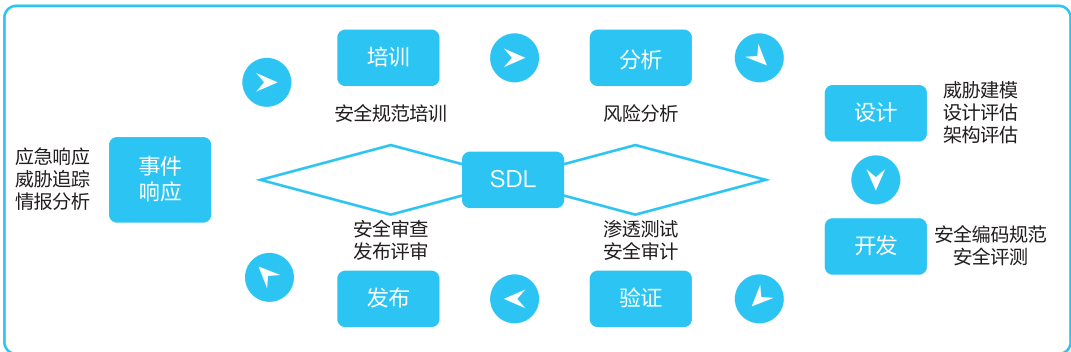 培训
安全规范培训
分析
风险分析
设计
威胁建模
设计评估
架构评估
开发
安全编码规范
安全评测
SDL
渗透测试
安全审计
验证
安全审查
发布评审
发布
事件
响应
应急响应
威胁追踪
情报分析